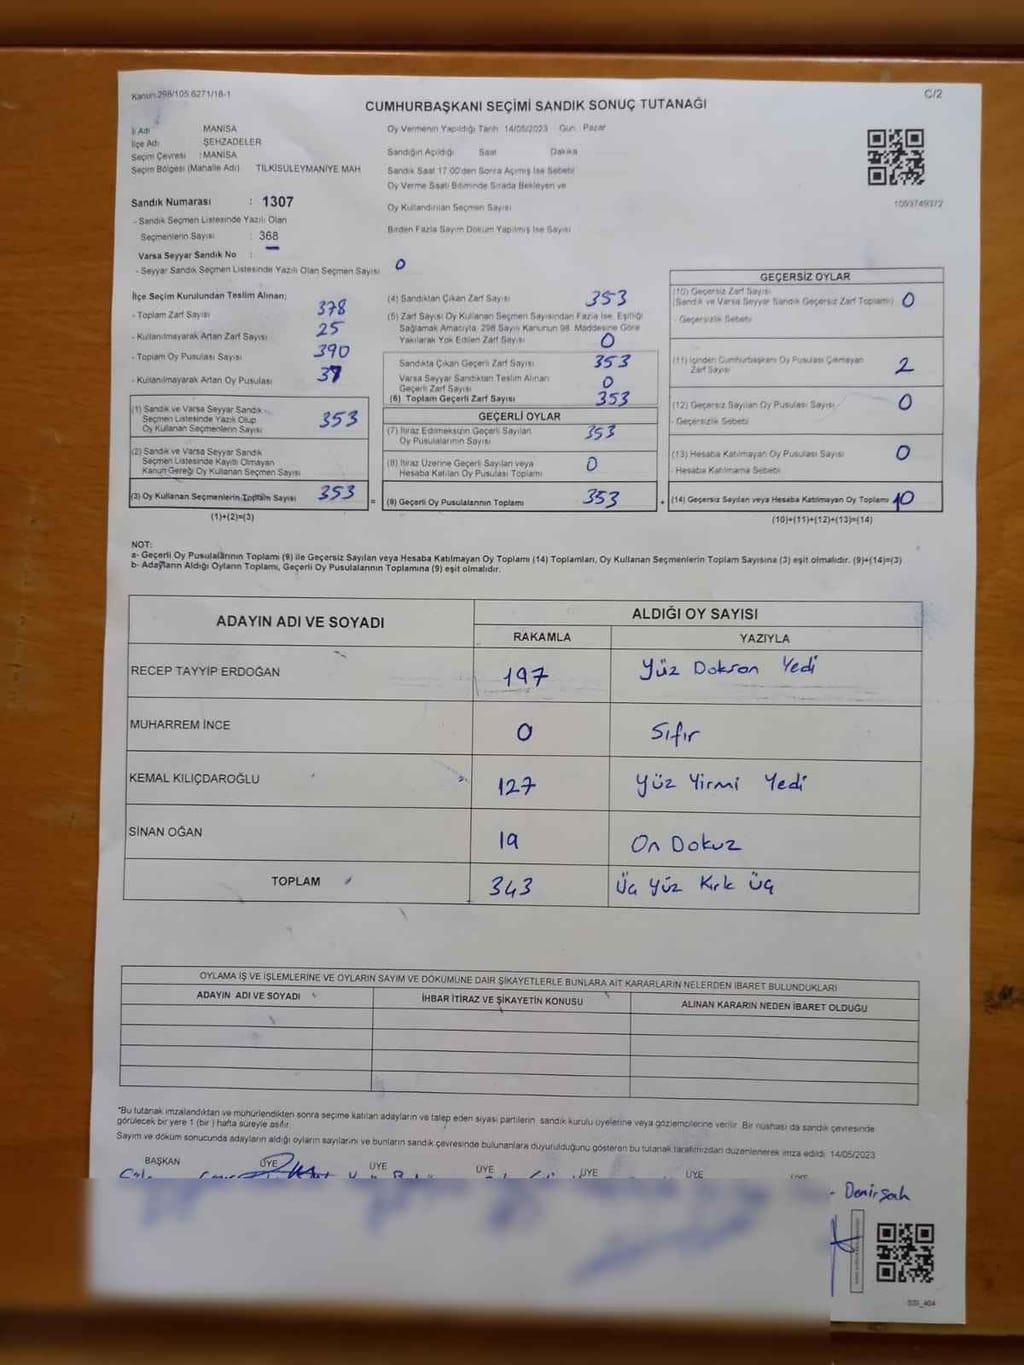 Kanun:298/105.6271/18-1
C/2
CUMHURBAŞKANI SEÇİMİ SANDIK SONUÇ TUTANAĞI
İl Adı MANİSA
İlçe Adı ŞEHZADELER
Seçim Çevresi : MANİSA
Seçim Bölgesi (Mahalle Adı) TİLKİSULEYMANİYE MAH
Sandık Numarası : 1307
- Sandık Seçmen Listesinde Yazılı Olan
Seçmenlerin Sayısı : 368
Varsa Seyyar Sandık No :
- Seyyar Sandık Seçmen Listesinde Yazılı Olan Seçmen Sayısı 0
Oy Vermenin Yapıldığı Tarih 14/05/2023 Gün: Pazar
Sandığın Açıldığı Saat Dakika
Sandık Saat 17:00'den Sonra Açımış İse Sebebi
Oy Verme Saati Bitiminde Sırada Bekleyen ve
Oy Kullandırılan Seçmen Sayısı
Birden Fazla Sayım Döküm Yapılmış İse Sayısı
1093749372
İlçe Seçim Kurulundan Teslim Alınan;
- Toplam Zarf Sayısı 378
- Kullanılmayarak Artan Zarf Sayısı 25
- Toplam Oy Pusulası Sayısı 390
- Kullanılmayarak Artan Oy Pusulası 37
(1) Sandık ve Varsa Seyyar Sandık
Seçmen Listesinde Yazılı Olup
Oy Kullanan Seçmenlerin Sayısı 353
(2) Sandık ve Varsa Seyyar Sandık
Seçmen Listesinde Kayıtlı Olmayan
Kanun Gereği Oy Kullanan Seçmen Sayısı
(3) Oy Kullanan Seçmenlerin Toplam Sayısı 353 =
(1)+(2)=(3)
(4) Sandıktan Çıkan Zarf Sayısı 353
(5) Zarf Sayısı Oy Kullanan Seçmen Sayısından Fazla İse, Eşitliği
Sağlamak Amacıyla, 298 Sayılı Kanunun 98. Maddesine Göre
Yakılarak Yok Edilen Zarf Sayısı 0
Sandıkta Çıkan Geçerli Zarf Sayısı 353
Varsa Seyyar Sandıktan Teslim Alınan
Geçerli Zarf Sayısı 0
(6) Toplam Geçerli Zarf Sayısı 353
GEÇERLİ OYLAR
(7) İtiraz Edilmeksizin Geçerli Sayılan
Oy Pusulalarının Sayısı 353
(8) İtiraz Üzerine Geçerli Sayılan veya
Hesaba Katılan Oy Pusulası Toplamı 0
(9) Geçerli Oy Pusulalarının Toplamı 353 +
GEÇERSİZ OYLAR
(10) Geçersiz Zarf Sayısı
(Sandık ve Varsa Seyyar Sandık Geçersiz Zarf Toplamı) 0
- Geçersizlik Sebebi
(11) İçinden Cumhurbaşkanı Oy Pusulası Çıkmayan
Zarf Sayısı 2
(12) Geçersiz Sayılan Oy Pusulası Sayısı 0
- Geçersizlik Sebebi
(13) Hesaba Katılmayan Oy Pusulası Sayısı 0
- Hesaba Katılmama Sebebi
(14) Geçersiz Sayılan veya Hesaba Katılmayan Oy Toplamı 10
(10)+(11)+(12)+(13)=(14)
NOT:
a- Geçerli Oy Pusulalarının Toplamı (9) ile Geçersiz Sayılan veya Hesaba Katılmayan Oy Toplamı (14) Toplamları, Oy Kullanan Seçmenlerin Toplam Sayısına (3) eşit olmalıdır. (9)+(14)=(3)
b- Adayların Aldığı Oyların Toplamı, Geçerli Oy Pusulalarının Toplamına (9) eşit olmalıdır.
ADAYIN ADI VE SOYADI ALDIĞI OY SAYISI
RAKAMLA YAZIYLA
RECEP TAYYİP ERDOĞAN 197 Yüz Doksan Yedi
MUHARREM İNCE 0 Sıfır
KEMAL KILIÇDAROĞLU 127 Yüz Yirmi Yedi
SİNAN OĞAN 19 On Dokuz
TOPLAM 343 Üç Yüz Kırk Üç
OYLAMA İŞ VE İŞLEMLERİNE VE OYLARIN SAYIM VE DÖKÜMÜNE DAİR ŞİKAYETLERLE BUNLARA AİT KARARLARIN NELERDEN İBARET BULUNDUKLARI
ADAYIN ADI VE SOYADI İHBAR İTİRAZ VE ŞİKAYETİN KONUSU ALINAN KARARIN NEDEN İBARET OLDUĞU
*Bu tutanak imzalandıktan ve mühürlendikten sonra seçime katılan adayların ve talep eden siyasi partilerin sandık kurulu üyelerine veya gözlemcilerine verilir. Bir nüshası da sandık çevresinde
görülecek bir yere 1 (bir) hafta süreyle asılır.
Sayım ve döküm sonucunda adayların aldığı oyların sayılarını ve bunların sandık çevresinde bulunanlara duyurulduğunu gösteren bu tutanak tarafımızdan düzenlenerek imza edildi. 14/05/2023
BAŞKAN ÜYE ÜYE ÜYE ÜYE ÜYE
- Demirşah